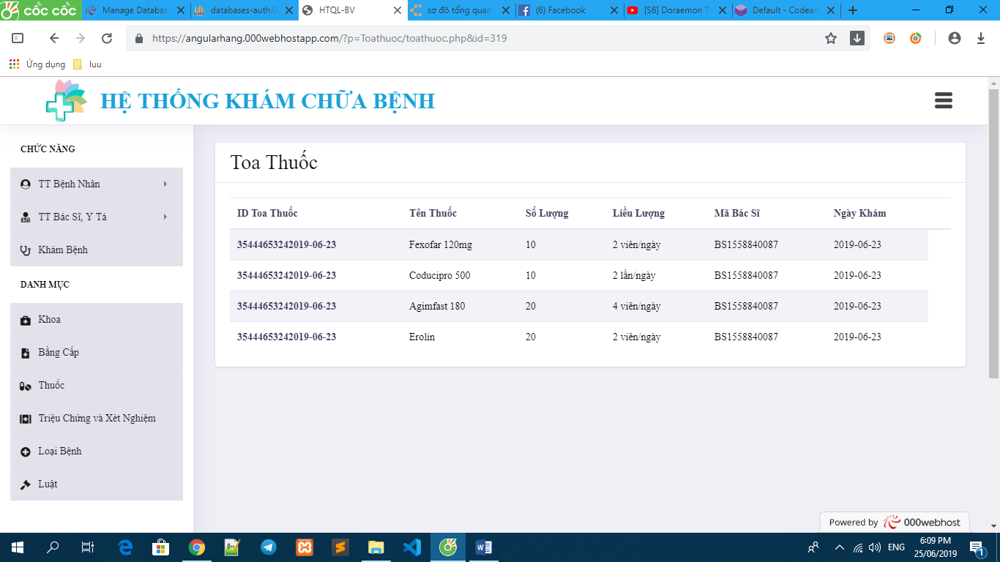 cốc cốc
Manage Databas
databases-auth.0
HTQL-BV
sơ đồ tổng quan
(6) Facebook
[S6] Doraemon T
Default - Codean
https://angularhang.000webhostapp.com/?p=Toathuoc/toathuoc.php&id=319
Ứng dụng
luu
HỆ THỐNG KHÁM CHỮA BỆNH
CHỨC NĂNG
TT Bệnh Nhân
TT Bác Sĩ, Y Tá
Khám Bệnh
DANH MỤC
Khoa
Bằng Cấp
Thuốc
Triệu Chứng và Xét Nghiệm
Loại Bệnh
Luật
Toa Thuốc
ID Toa Thuốc Tên Thuốc Số Lượng Liều Lượng Mã Bác Sĩ Ngày Khám
35444653242019-06-23 Fexofar 120mg 10 2 viên/ngày BS1558840087 2019-06-23
35444653242019-06-23 Coducipro 500 10 2 lần/ngày BS1558840087 2019-06-23
35444653242019-06-23 Agimfast 180 20 4 viên/ngày BS1558840087 2019-06-23
35444653242019-06-23 Erolin 20 2 viên/ngày BS1558840087 2019-06-23
Powered by 000webhost
ENG
6:09 PM
25/06/2019
1